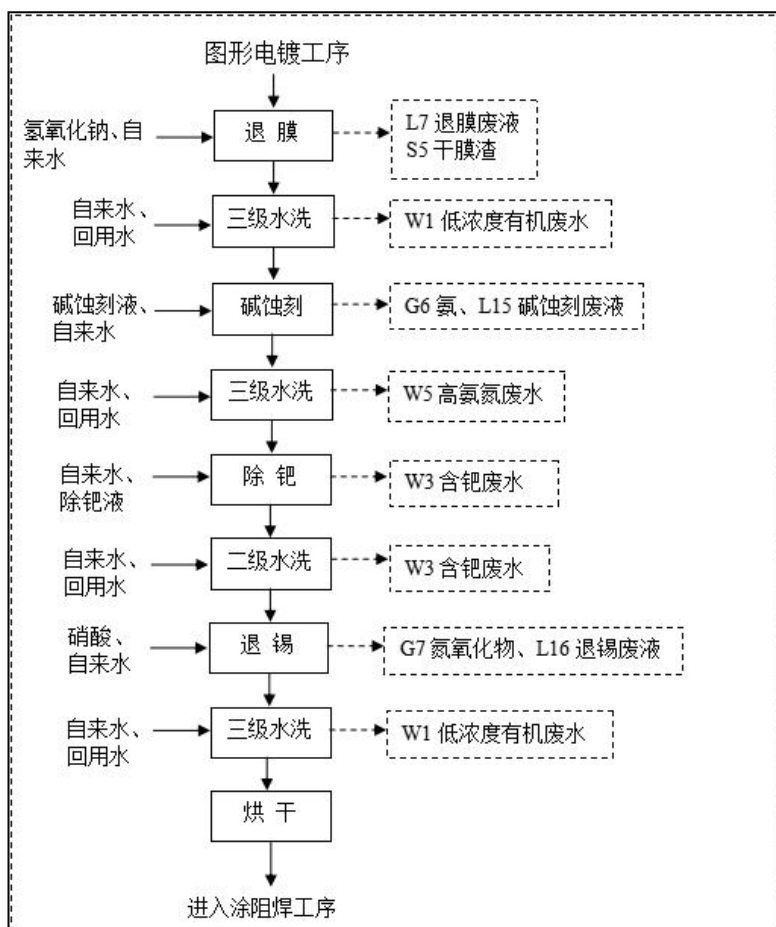 图形电镀工序
氢氧化钠、自
来水
退 膜
L7 退膜废液
S5 干膜渣
自来水、
回用水
三级水洗
W1 低浓度有机废水
碱蚀刻液、
自来水
碱蚀刻
G6 氨、L15 碱蚀刻废液
自来水、
回用水
三级水洗
W5 高氨氮废水
自来水、
除钯液
除 钯
W3 含钯废水
自来水、
回用水
二级水洗
W3 含钯废水
硝酸、
自来水
退 锡
G7 氮氧化物、L16 退锡废液
自来水、
回用水
三级水洗
W1 低浓度有机废水
烘 干
进入涂阻焊工序